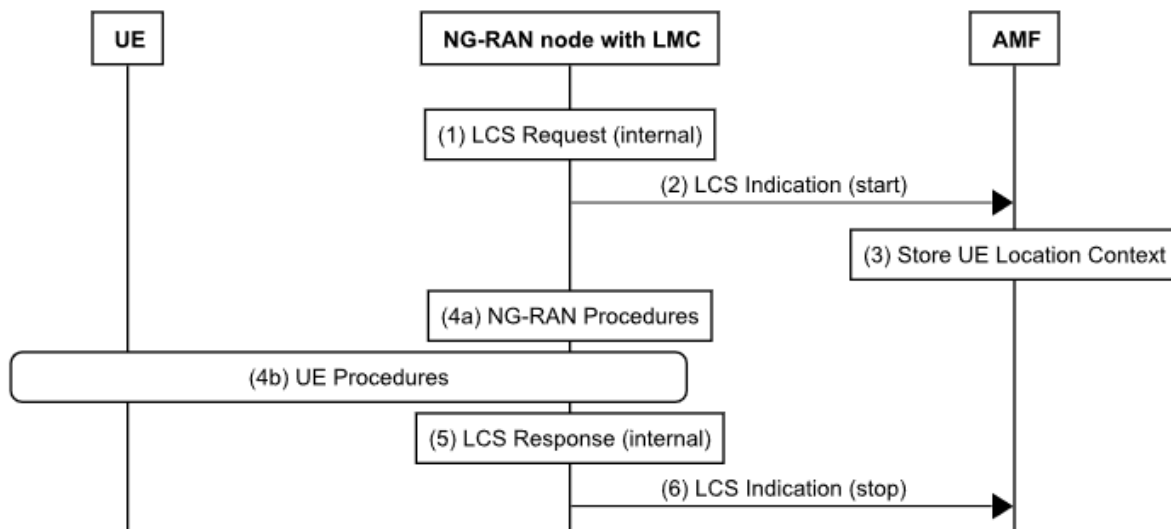 UE
NG-RAN node with LMC
AMF
(1) LCS Request (internal)
(2) LCS Indication (start)
(3) Store UE Location Context
(4a) NG-RAN Procedures
(4b) UE Procedures
(5) LCS Response (internal)
(6) LCS Indication (stop)